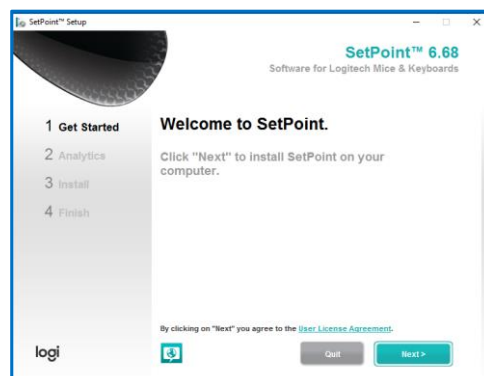 SetPoint™ Setup
SetPoint™ 6.68
Software for Logitech Mice & Keyboards
1 Get Started
2 Analytics
3 Install
4 Finish
Welcome to SetPoint.
Click "Next" to install SetPoint on your
computer.
By clicking on "Next" you agree to the User License Agreement.
logi
Quit
Next >